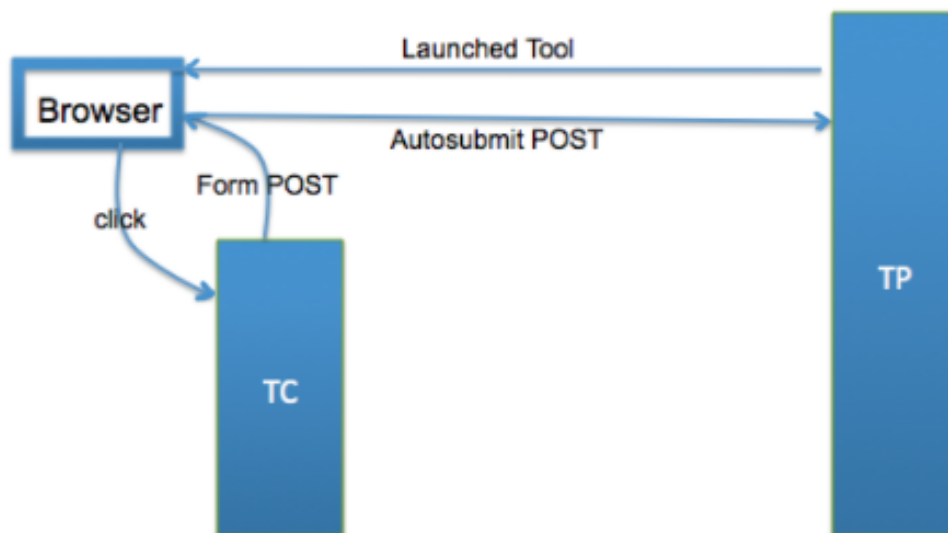 Launched Tool
Browser
Autosubmit POST
Form POST
click
TP
TC